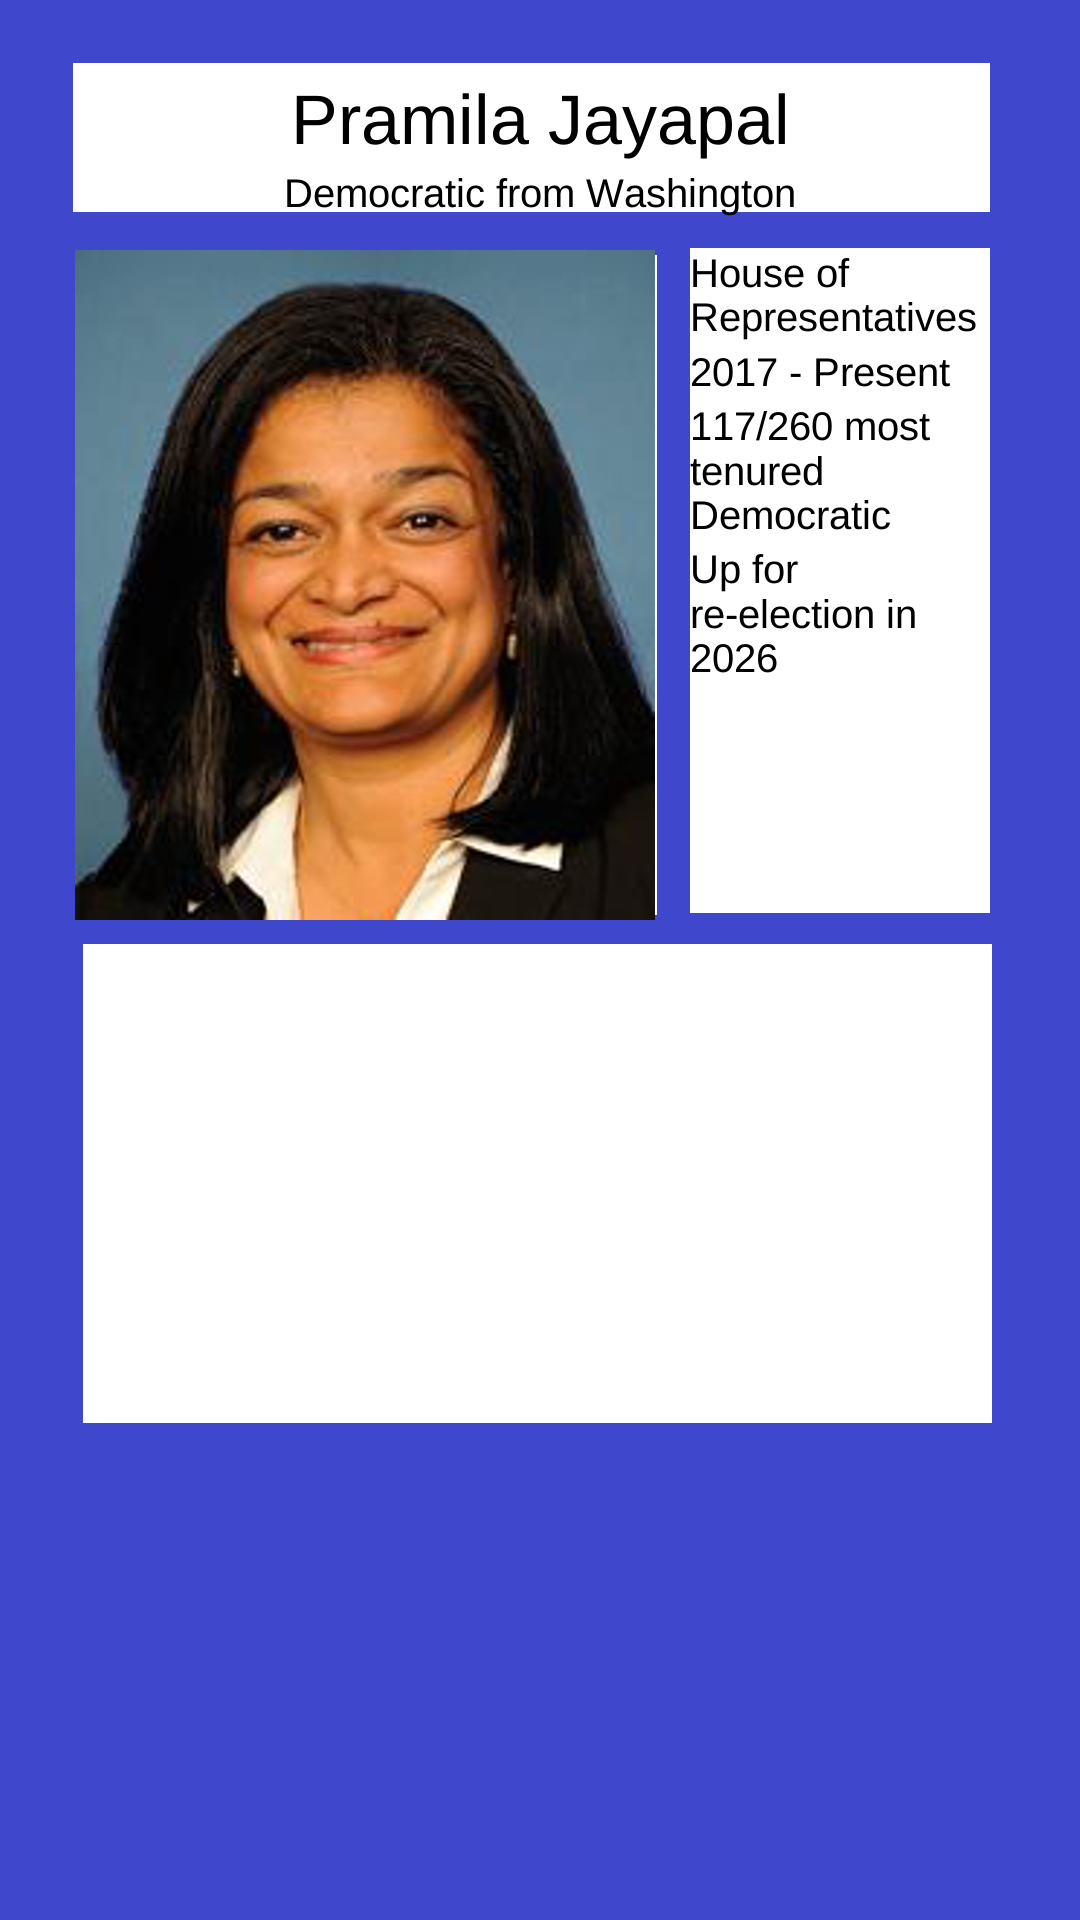 Pramila Jayapal
Democratic from Washington
House of
Representatives
2017 - Present
117/260 most
tenured
Democratic
Up for
re-election in
2026